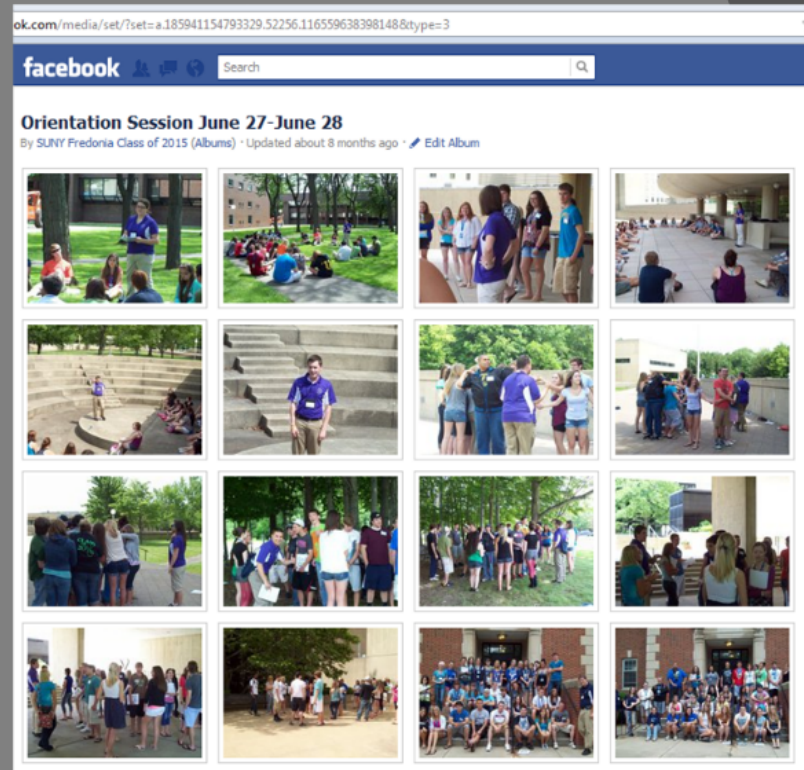 ok.com/media/set/?set=a.185941154793329.52256.116559638398148&type=3
facebook Search
Orientation Session June 27-June 28
By SUNY Fredonia Class of 2015 (Albums) · Updated about 8 months ago · Edit Album